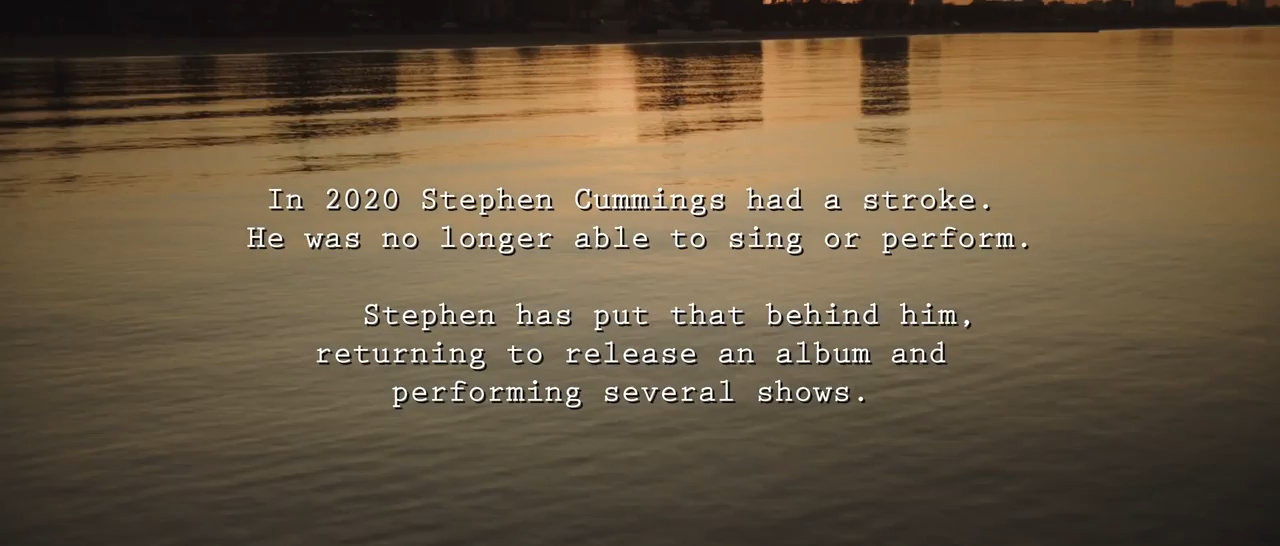 In 2020 Stephen Cummings had a stroke.
He was no longer able to sing or perform.
Stephen has put that behind him,
returning to release an album and
performing several shows.